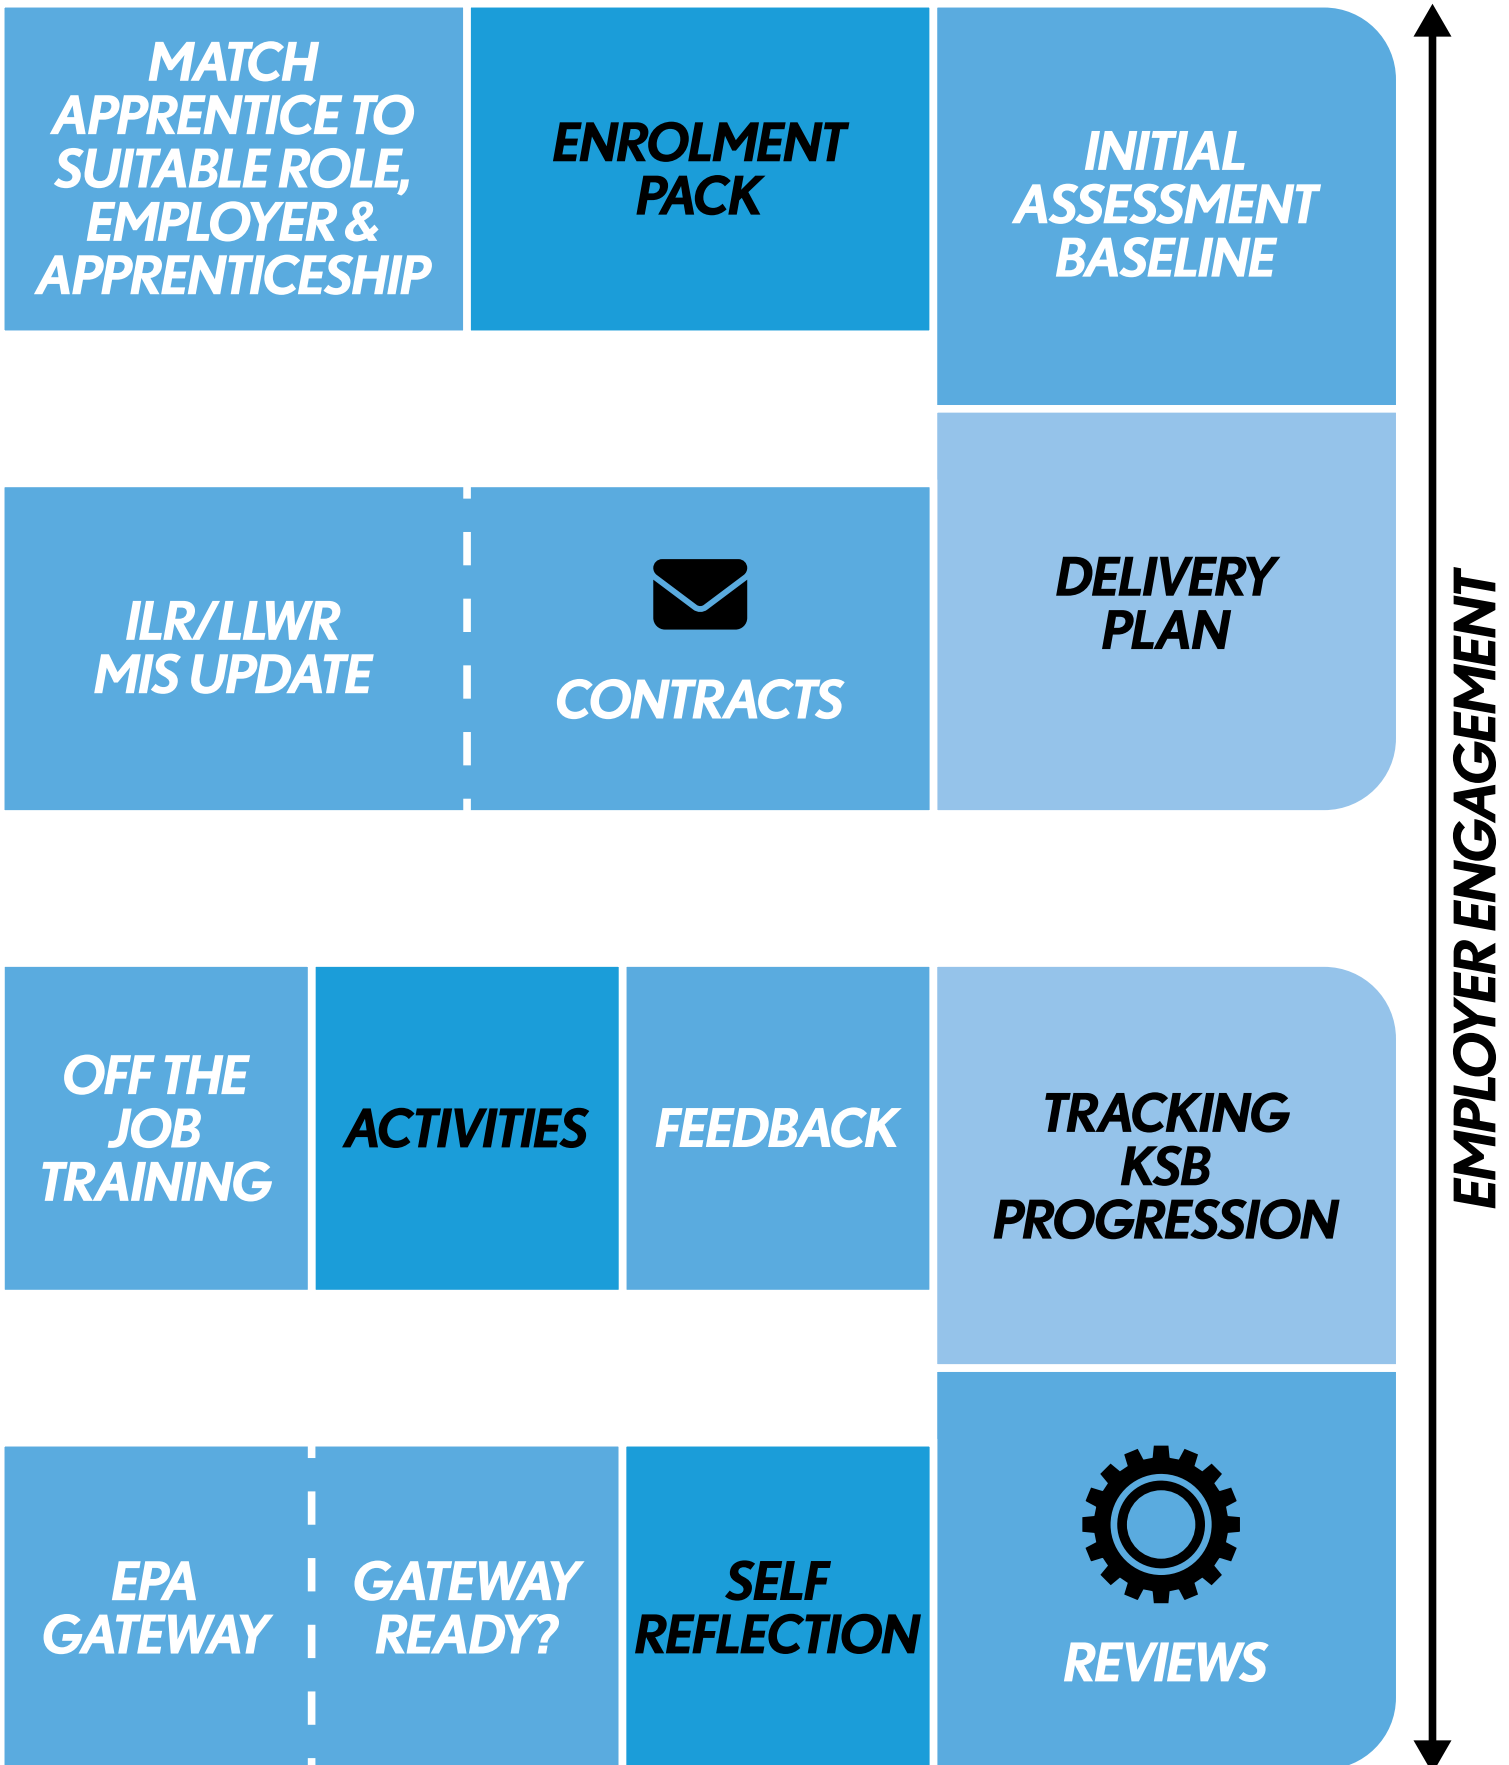 MATCH
APPRENTICE TO
SUITABLE ROLE,
EMPLOYER &
APPRENTICESHIP
ENROLMENT
PACK
INITIAL
ASSESSMENT
BASELINE
ILR/LLWR
MIS UPDATE
CONTRACTS
DELIVERY
PLAN
OFF THE
JOB
TRAINING
ACTIVITIES
FEEDBACK
TRACKING
KSB
PROGRESSION
EPA
GATEWAY
GATEWAY
READY?
SELF
REFLECTION
REVIEWS
EMPLOYER ENGAGEMENT